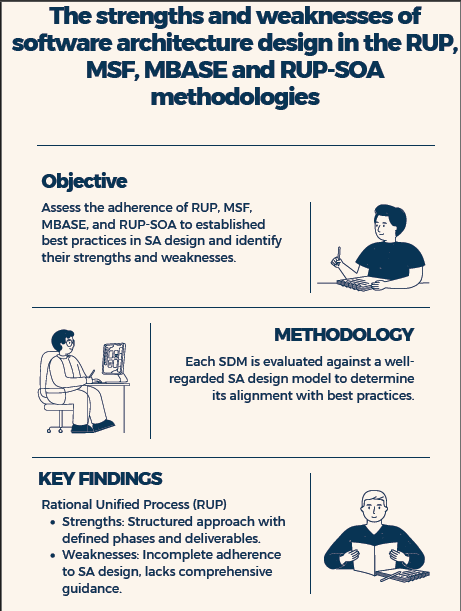 The strengths and weaknesses of
software architecture design in the RUP,
MSF, MBASE and RUP-SOA
methodologies
Objective
Assess the adherence of RUP, MSF,
MBASE, and RUP-SOA to established
best practices in SA design and identify
their strengths and weaknesses.
METHODOLOGY
Each SDM is evaluated against a well-
regarded SA design model to determine
its alignment with best practices.
KEY FINDINGS
Rational Unified Process (RUP)
• Strengths: Structured approach with
defined phases and deliverables.
• Weaknesses: Incomplete adherence
to SA design, lacks comprehensive
guidance.